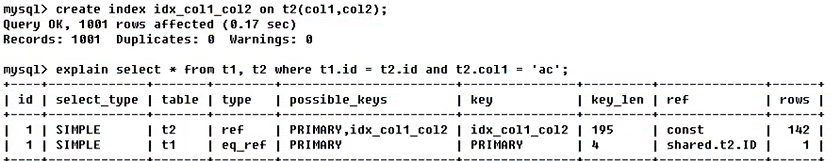 mysql> create index idx_col1_col2 on t2(col1,col2);
Query OK, 1001 rows affected (0.17 sec)
Records: 1001  Duplicates: 0  Warnings: 0
mysql> explain select * from t1, t2 where t1.id = t2.id and t2.col1 = 'ac';
+----+-------------+-------+--------+-----------------------+---------------+---------+--------------+------+
| id | select_type | table | type   | possible_keys         | key           | key_len | ref          | rows |
+----+-------------+-------+--------+-----------------------+---------------+---------+--------------+------+
|  1 | SIMPLE      | t2    | ref    | PRIMARY,idx_col1_col2 | idx_col1_col2 | 195     | const        |  142 |
|  1 | SIMPLE      | t1    | eq_ref | PRIMARY               | PRIMARY       | 4       | shared.t2.ID |    1 |
+----+-------------+-------+--------+-----------------------+---------------+---------+--------------+------+